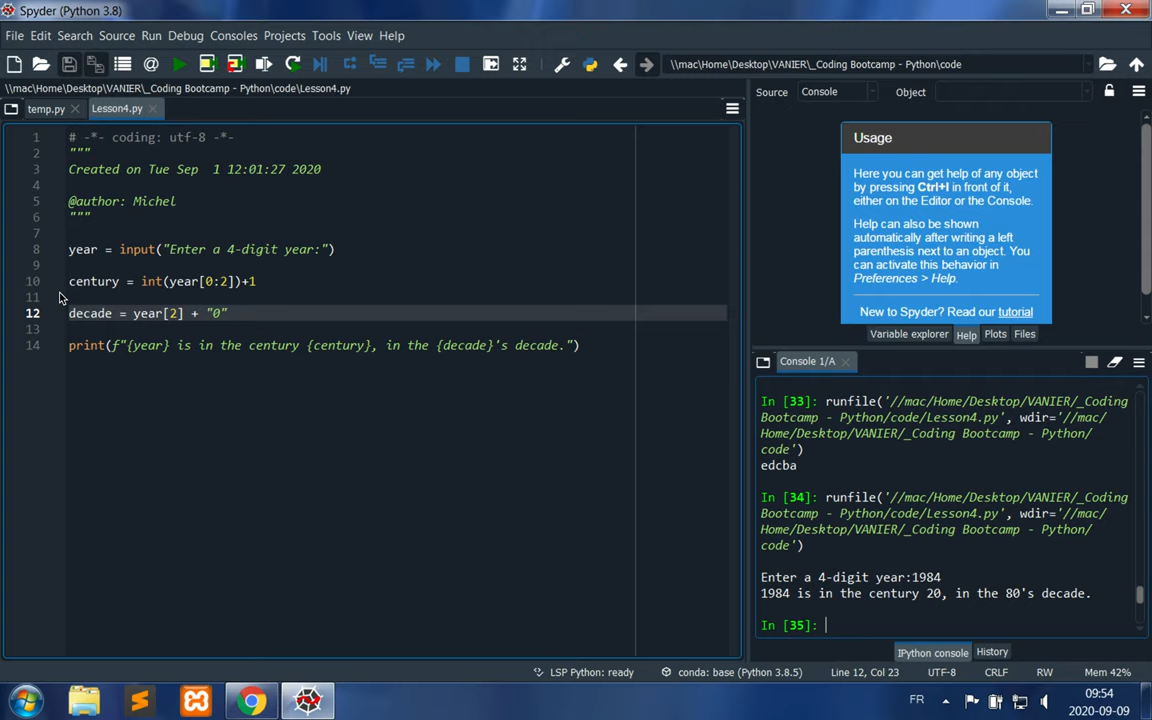 Spyder (Python 3.8)
File Edit Search Source Run Debug Consoles Projects Tools View Help
\\mac\Home\Desktop\VANIER\_Coding Bootcamp - Python\code
\\mac\Home\Desktop\VANIER\_Coding Bootcamp - Python\code\Lesson4.py
temp.py Lesson4.py
1 # -*- coding: utf-8 -*-
2 """
3 Created on Tue Sep  1 12:01:27 2020
4
5 @author: Michel
6 """
7
8 year = input("Enter a 4-digit year:")
9
10 century = int(year[0:2])+1
11
12 decade = year[2] + "0"
13
14 print(f"{year} is in the century {century}, in the {decade}'s decade.")
Source Console Object
Usage
Here you can get help of any object
by pressing Ctrl+I in front of it,
either on the Editor or the Console.
Help can also be shown
automatically after writing a left
parenthesis next to an object. You
can activate this behavior in
Preferences > Help.
New to Spyder? Read our tutorial
Variable explorer Help Plots Files
Console 1/A
In [33]: runfile('//mac/Home/Desktop/VANIER/_Coding
Bootcamp - Python/code/Lesson4.py', wdir='//mac/
Home/Desktop/VANIER/_Coding Bootcamp - Python/
code')
edcba
In [34]: runfile('//mac/Home/Desktop/VANIER/_Coding
Bootcamp - Python/code/Lesson4.py', wdir='//mac/
Home/Desktop/VANIER/_Coding Bootcamp - Python/
code')
Enter a 4-digit year:1984
1984 is in the century 20, in the 80's decade.
In [35]:
IPython console History
LSP Python: ready conda: base (Python 3.8.5) Line 12, Col 23 UTF-8 CRLF RW Mem 42%
FR 09:54
2020-09-09